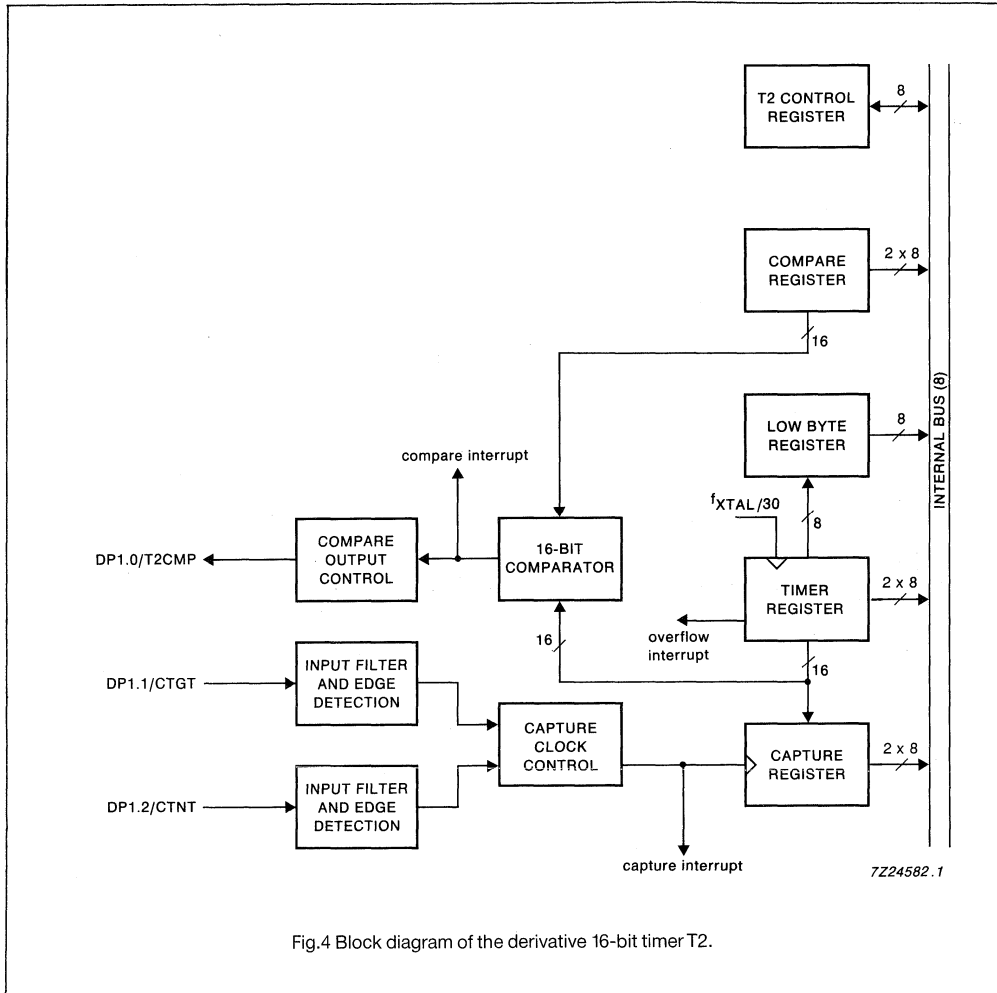 T2 CONTROL
REGISTER
8
COMPARE
REGISTER
2 x 8
16
INTERNAL BUS (8)
LOW BYTE
REGISTER
8
compare interrupt
fXTAL/30
8
DP1.0/T2CMP
COMPARE
OUTPUT
CONTROL
16-BIT
COMPARATOR
TIMER
REGISTER
2 x 8
overflow
interrupt
16
16
DP1.1/CTGT
INPUT FILTER
AND EDGE
DETECTION
CAPTURE
CLOCK
CONTROL
CAPTURE
REGISTER
2 x 8
DP1.2/CTNT
INPUT FILTER
AND EDGE
DETECTION
capture interrupt
7Z24582.1
Fig.4 Block diagram of the derivative 16-bit timer T2.